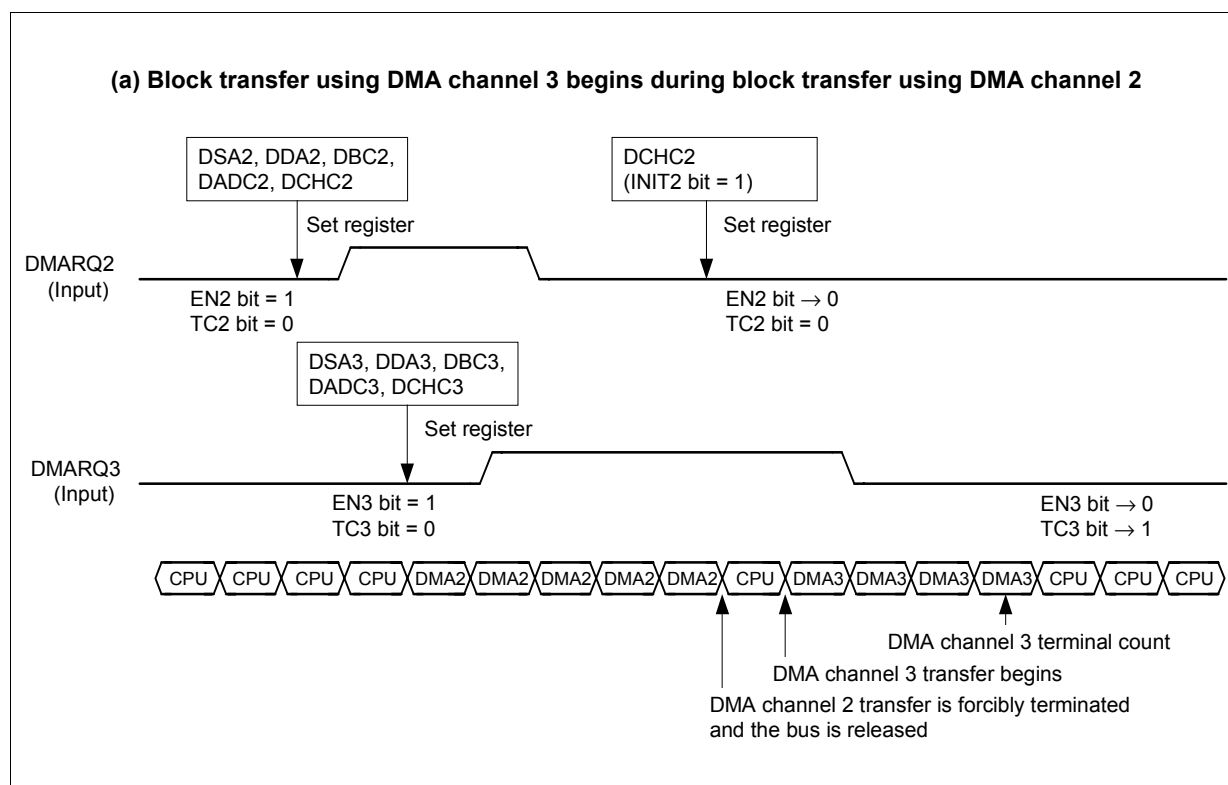 (a) Block transfer using DMA channel 3 begins during block transfer using DMA channel 2
DSA2, DDA2, DBC2,
DADC2, DCHC2
DCHC2
(INIT2 bit = 1)
Set register
Set register
DMARQ2
(Input)
EN2 bit = 1
TC2 bit = 0
EN2 bit → 0
TC2 bit = 0
DSA3, DDA3, DBC3,
DADC3, DCHC3
Set register
DMARQ3
(Input)
EN3 bit = 1
TC3 bit = 0
EN3 bit → 0
TC3 bit → 1
CPU CPU CPU CPU DMA2 DMA2 DMA2 DMA2 DMA2 CPU DMA3 DMA3 DMA3 DMA3 CPU CPU CPU
DMA channel 3 terminal count
DMA channel 3 transfer begins
DMA channel 2 transfer is forcibly terminated
and the bus is released